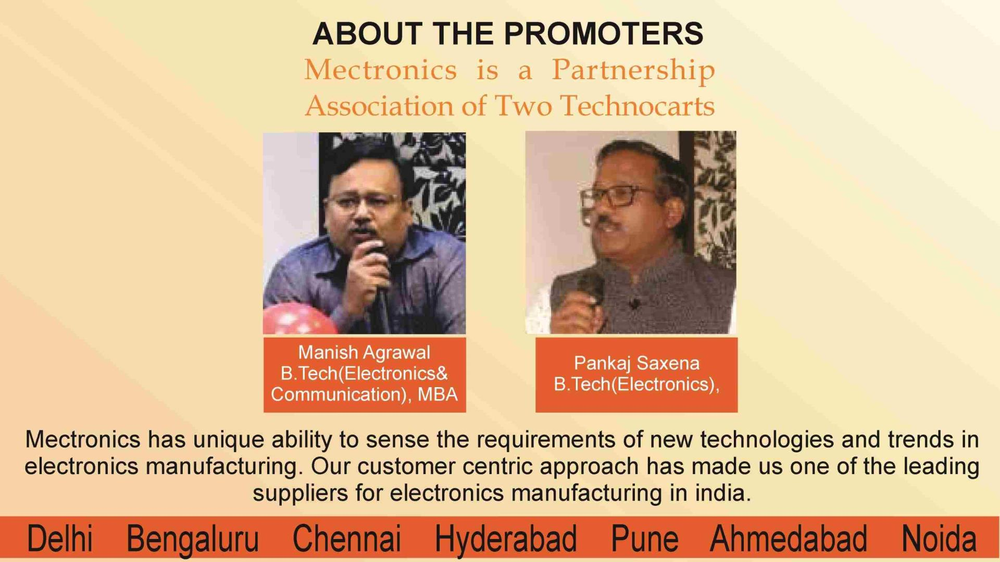 ABOUT THE PROMOTERS
Mectronics is a Partnership
Association of Two Technocarts
Manish Agrawal
B.Tech(Electronics&
Communication), MBA
Pankaj Saxena
B.Tech(Electronics),
Mectronics has unique ability to sense the requirements of new technologies and trends in
electronics manufacturing. Our customer centric approach has made us one of the leading
suppliers for electronics manufacturing in india.
Delhi Bengaluru Chennai Hyderabad Pune Ahmedabad Noida